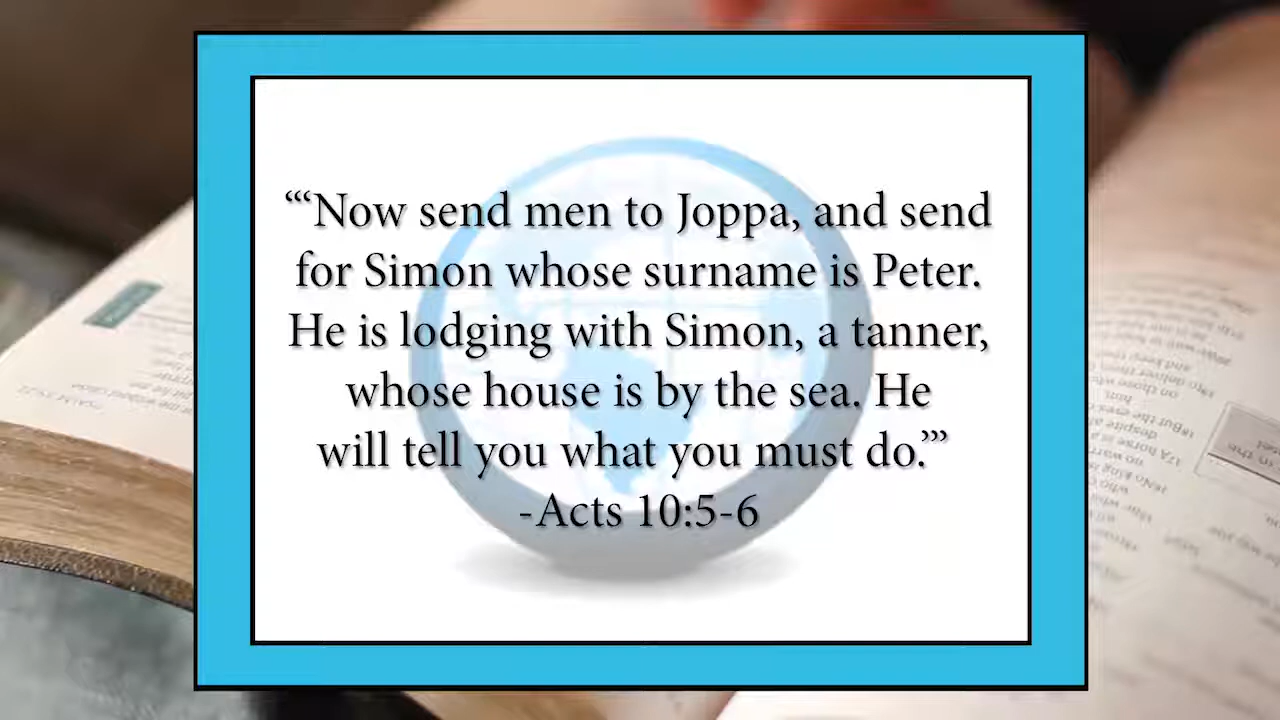 “‘Now send men to Joppa, and send
for Simon whose surname is Peter.
He is lodging with Simon, a tanner,
whose house is by the sea. He
will tell you what you must do.’”
-Acts 10:5-6